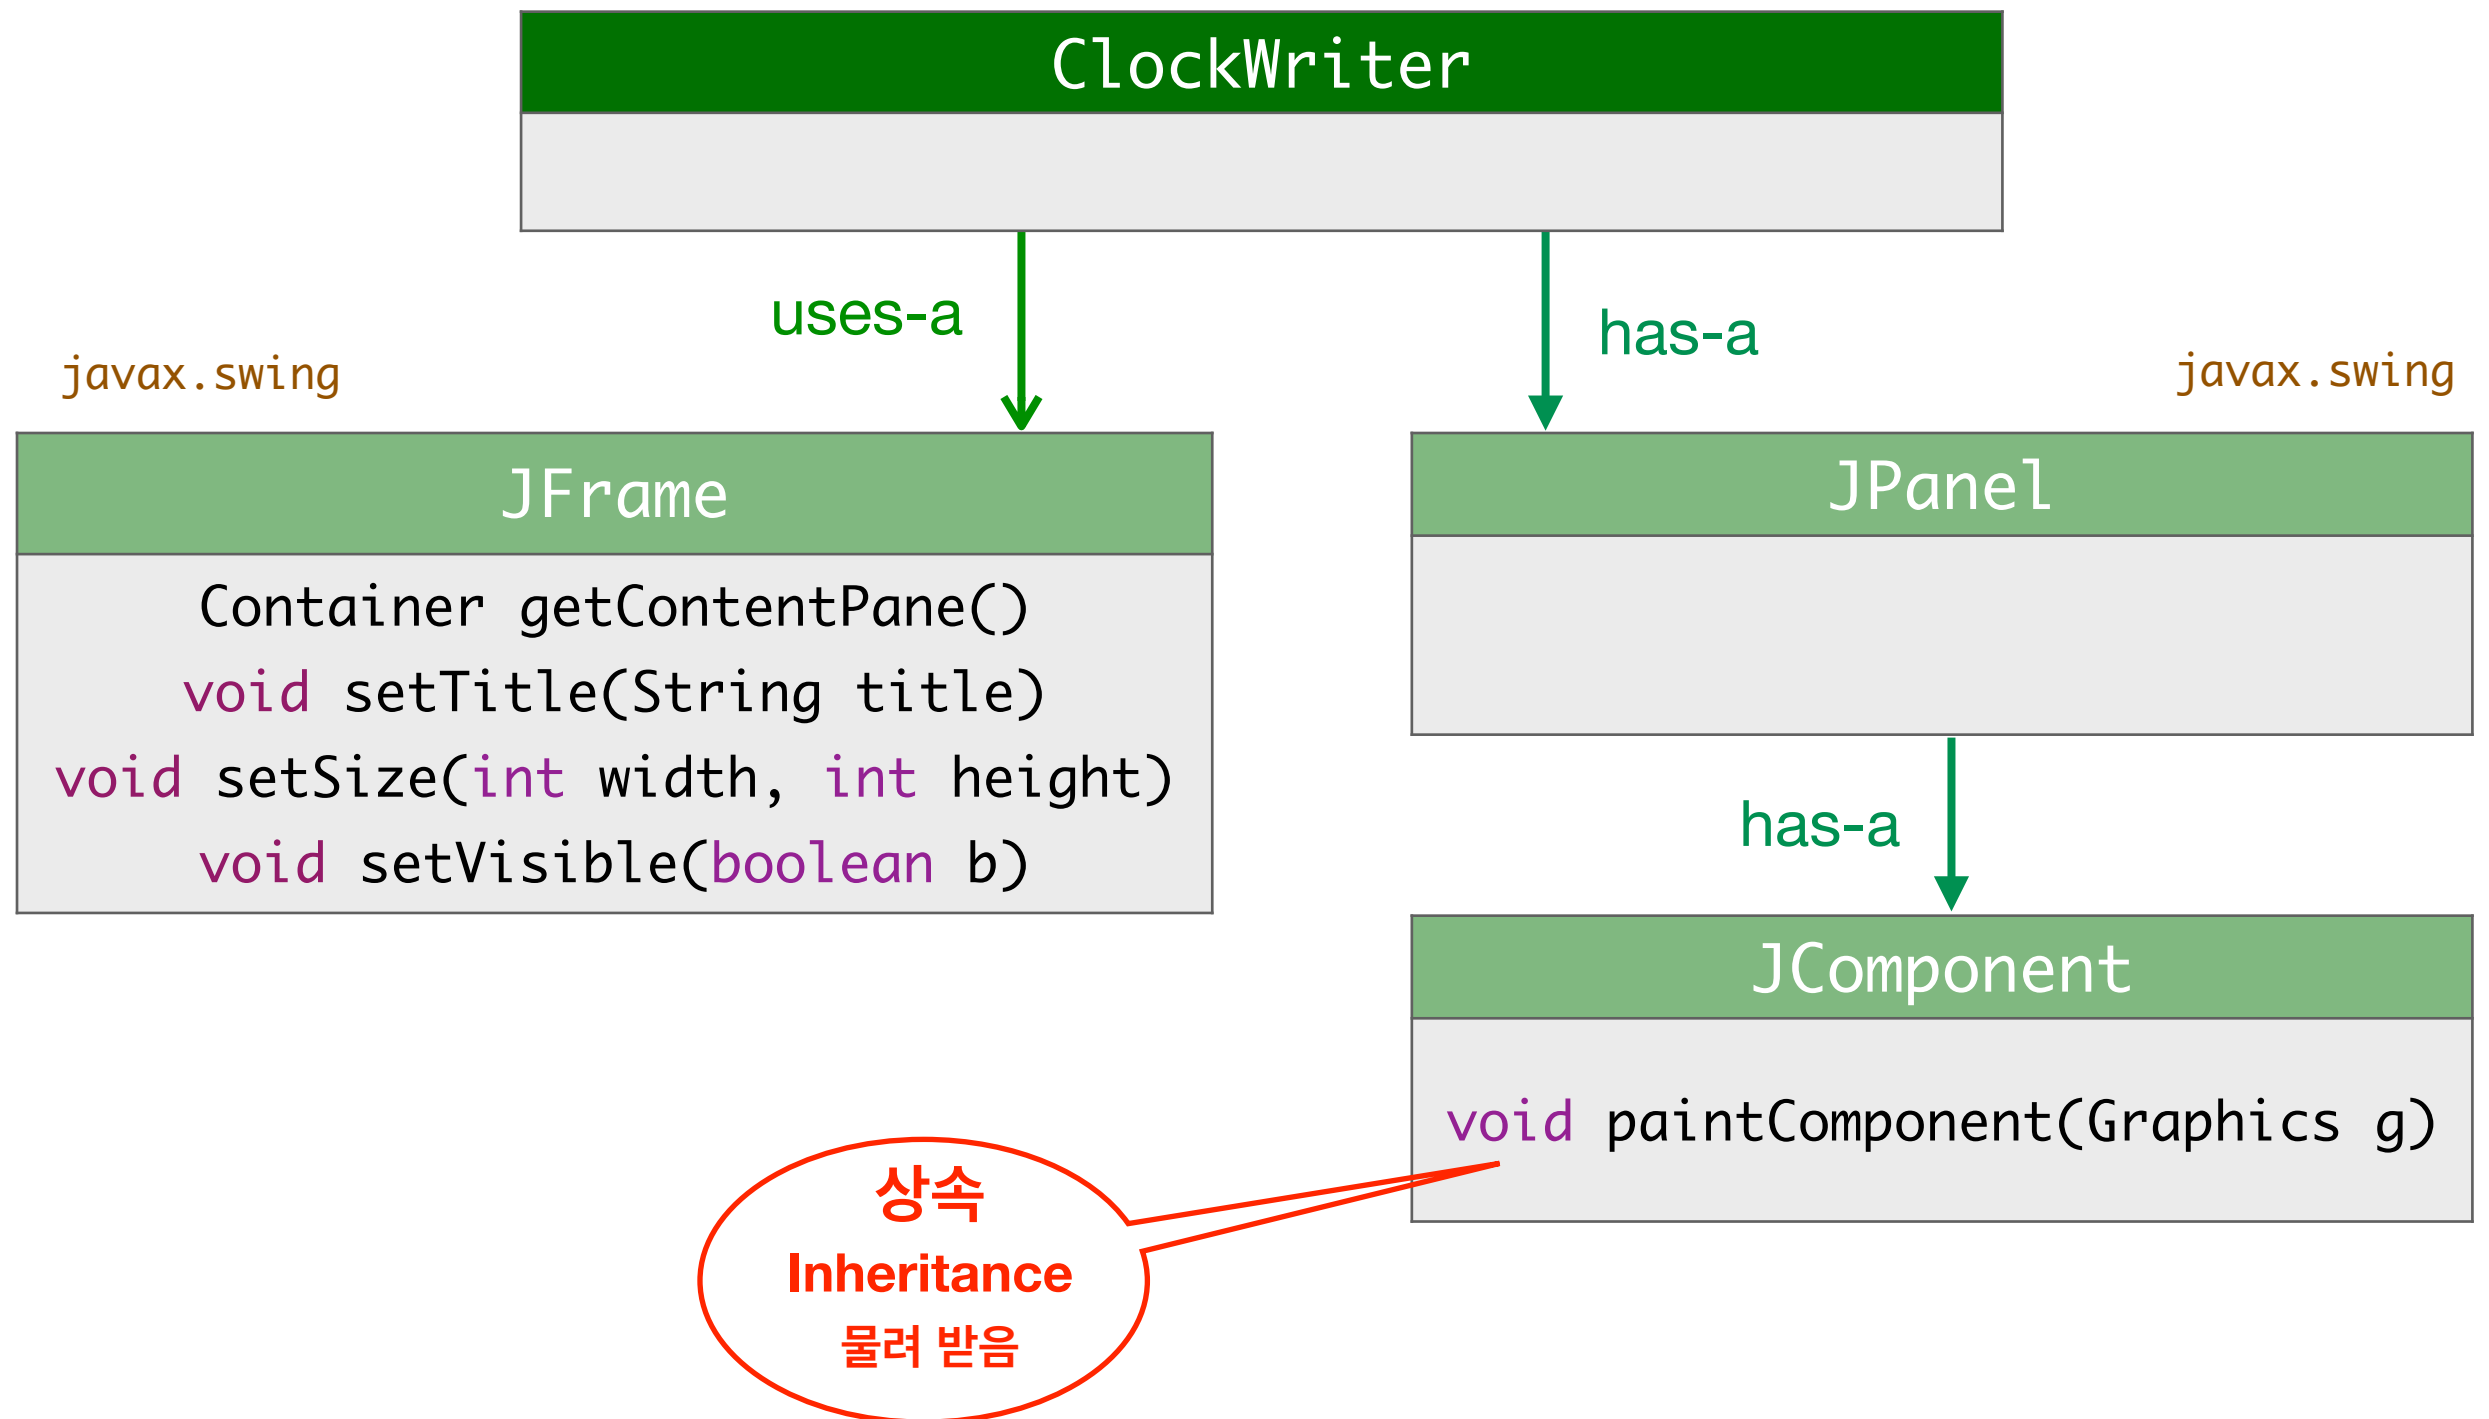 ClockWriter
uses-a
has-a
javax.swing
javax.swing
JFrame
Container getContentPane()
void setTitle(String title)
void setSize(int width, int height)
void setVisible(boolean b)
JPanel
has-a
JComponent
void paintComponent(Graphics g)
상속
Inheritance
물려 받음